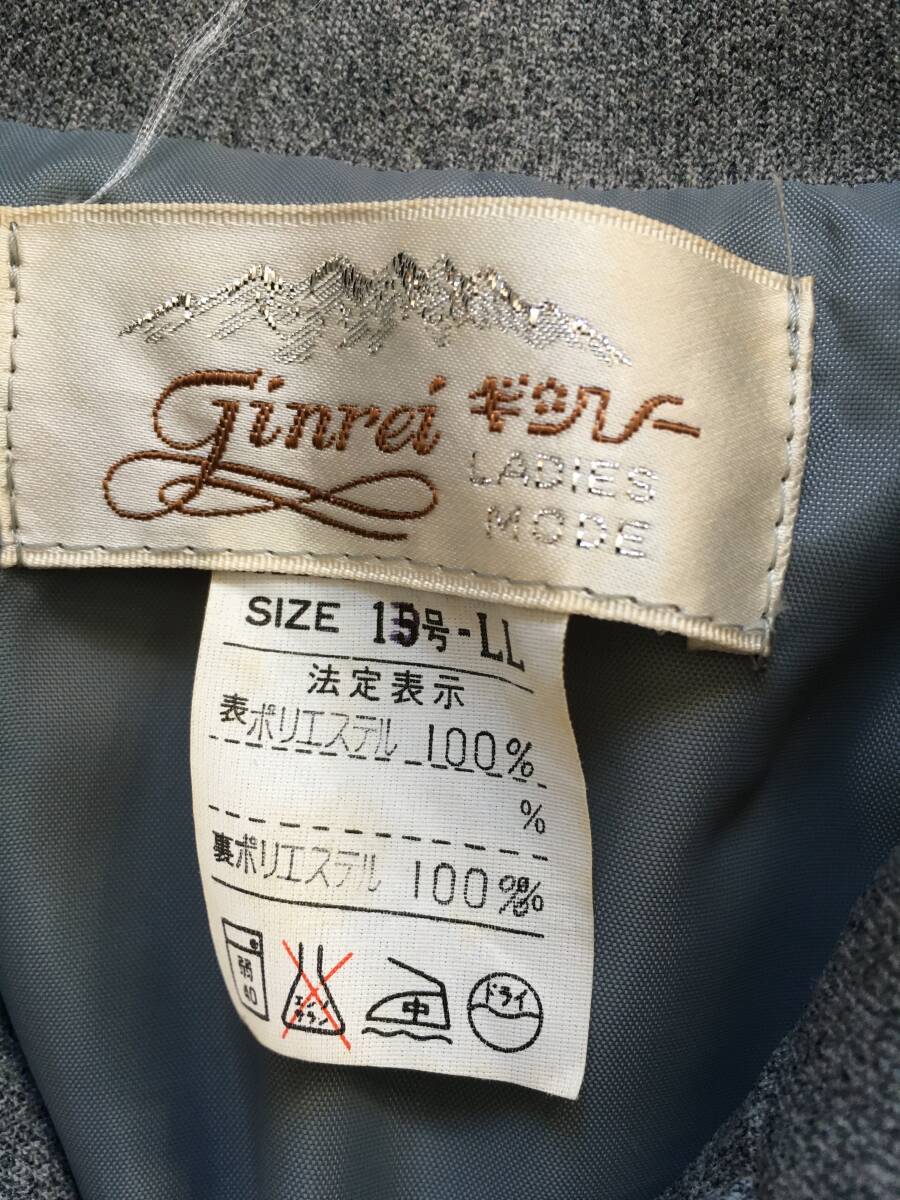 ginrei ギンレー
LADIES
MODE
SIZE 13号-LL
法定表示
表ポリエステル 100%
%
裏ポリエステル 100%
弱
40
エンソ
サラシ
中
ドライ